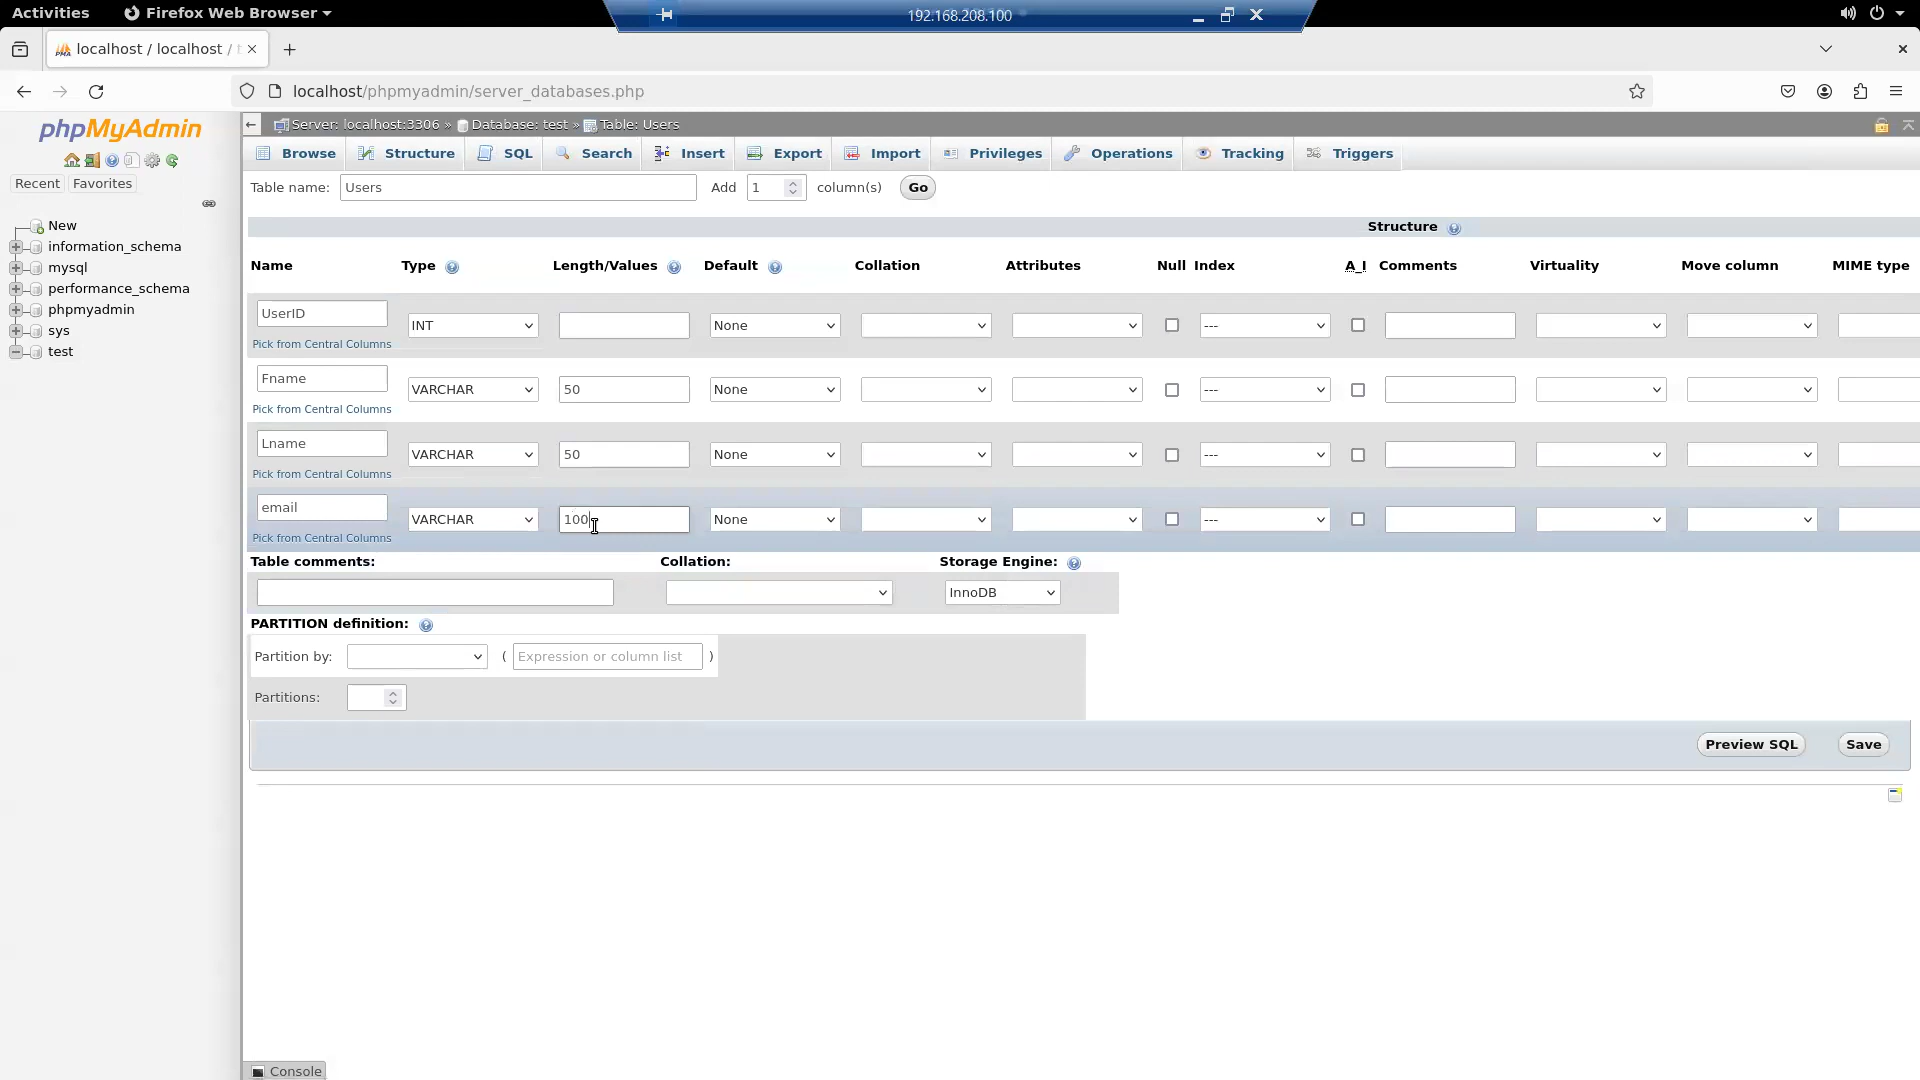 Activities Firefox Web Browser 192.168.208.100
localhost / localhost / t
localhost/phpmyadmin/server_databases.php
phpMyAdmin
Recent Favorites
New
information_schema
mysql
performance_schema
phpmyadmin
sys
test
Server: localhost:3306 » Database: test » Table: Users
Browse Structure SQL Search Insert Export Import Privileges Operations Tracking Triggers
Table name: Users Add 1 column(s) Go
Structure
Name Type Length/Values Default Collation Attributes Null Index A_I Comments Virtuality Move column MIME type
UserID INT None ---
Pick from Central Columns
Fname VARCHAR 50 None ---
Pick from Central Columns
Lname VARCHAR 50 None ---
Pick from Central Columns
email VARCHAR 100 None ---
Pick from Central Columns
Table comments: Collation: Storage Engine:
InnoDB
PARTITION definition:
Partition by: ( Expression or column list )
Partitions:
Preview SQL Save
Console